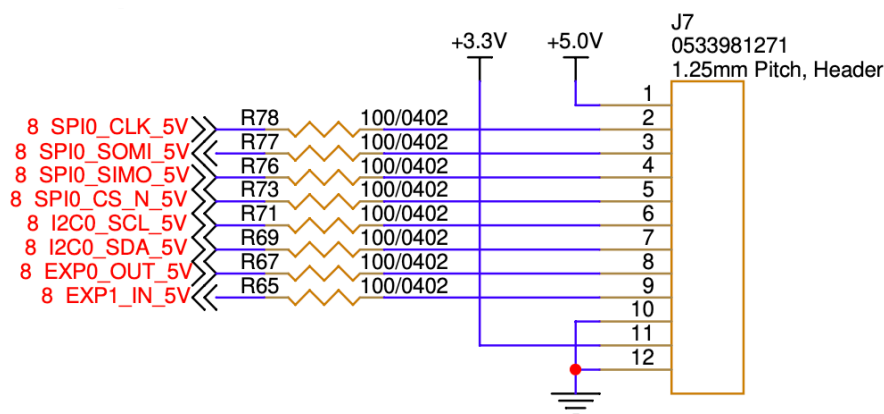 J7
0533981271
1.25mm Pitch, Header
+3.3V +5.0V
1
8 SPI0_CLK_5V R78 100/0402 2
8 SPI0_SOMI_5V R77 100/0402 3
8 SPI0_SIMO_5V R76 100/0402 4
8 SPI0_CS_N_5V R73 100/0402 5
8 I2C0_SCL_5V R71 100/0402 6
8 I2C0_SDA_5V R69 100/0402 7
8 EXP0_OUT_5V R67 100/0402 8
8 EXP1_IN_5V R65 100/0402 9
10
11
12